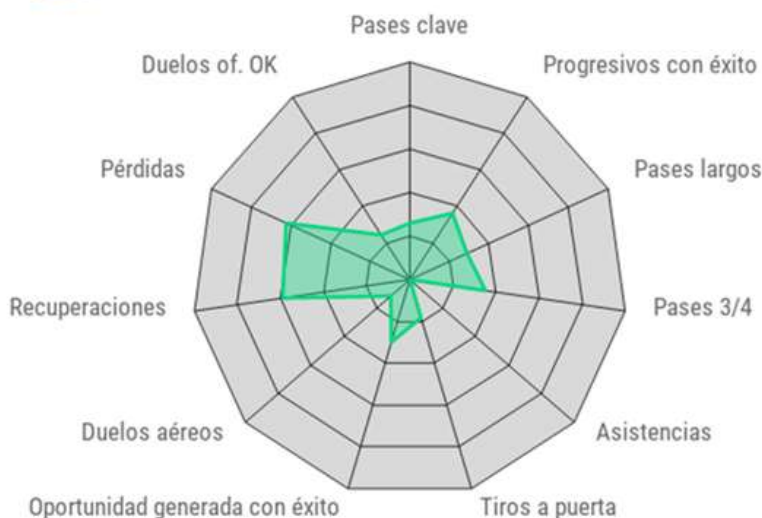 Pases clave
Duelos of. OK
Progresivos con éxito
Pérdidas
Pases largos
Recuperaciones
Pases 3/4
Duelos aéreos
Asistencias
Oportunidad generada con éxito
Tiros a puerta